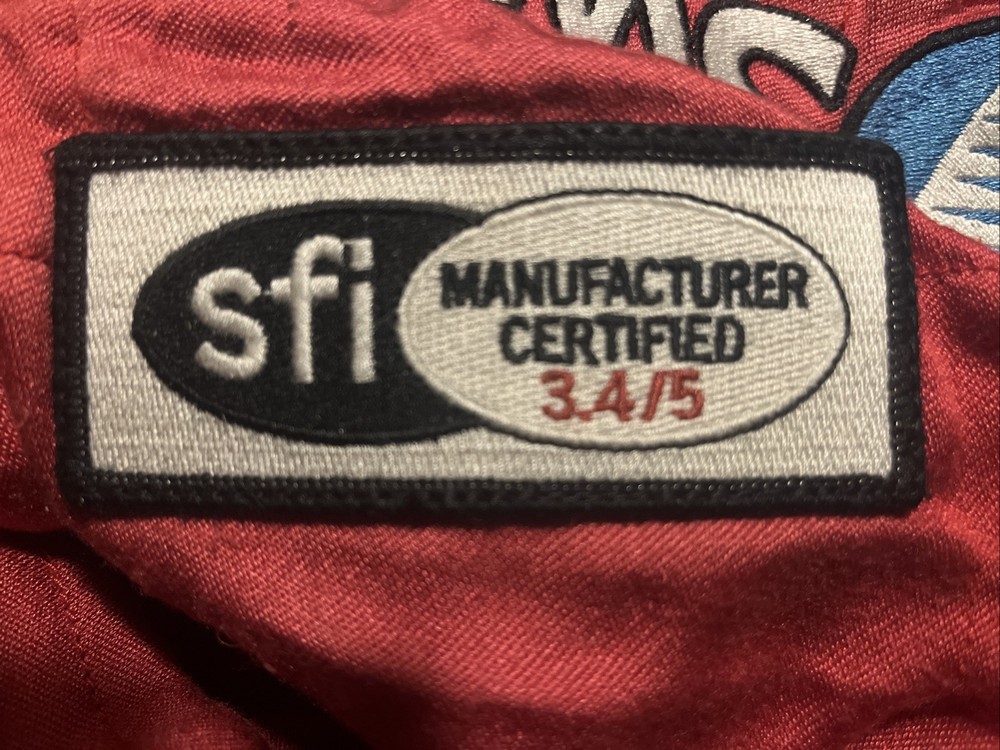 sfi
MANUFACTURER
CERTIFIED
3.4/5